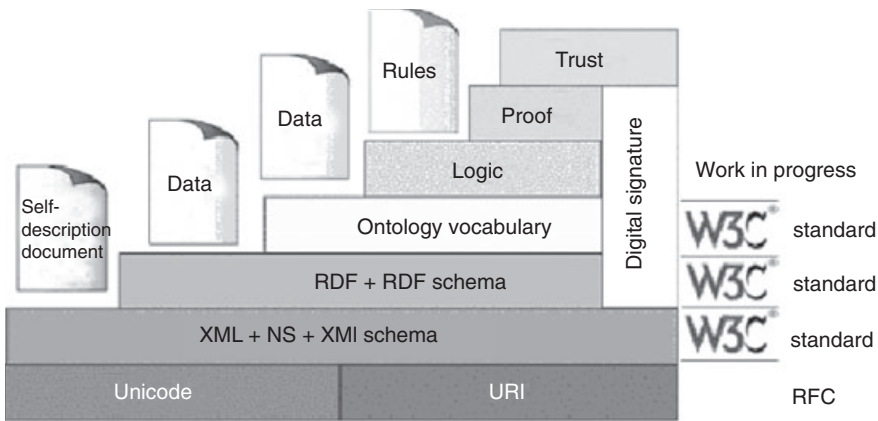 Trust
Rules
Proof
Data
Logic
Work in progress
Data
Self-
description
document
Ontology vocabulary
Digital signature
W3C® standard
RDF + RDF schema
W3C® standard
XML + NS + XMl schema
W3C® standard
Unicode
URI
RFC